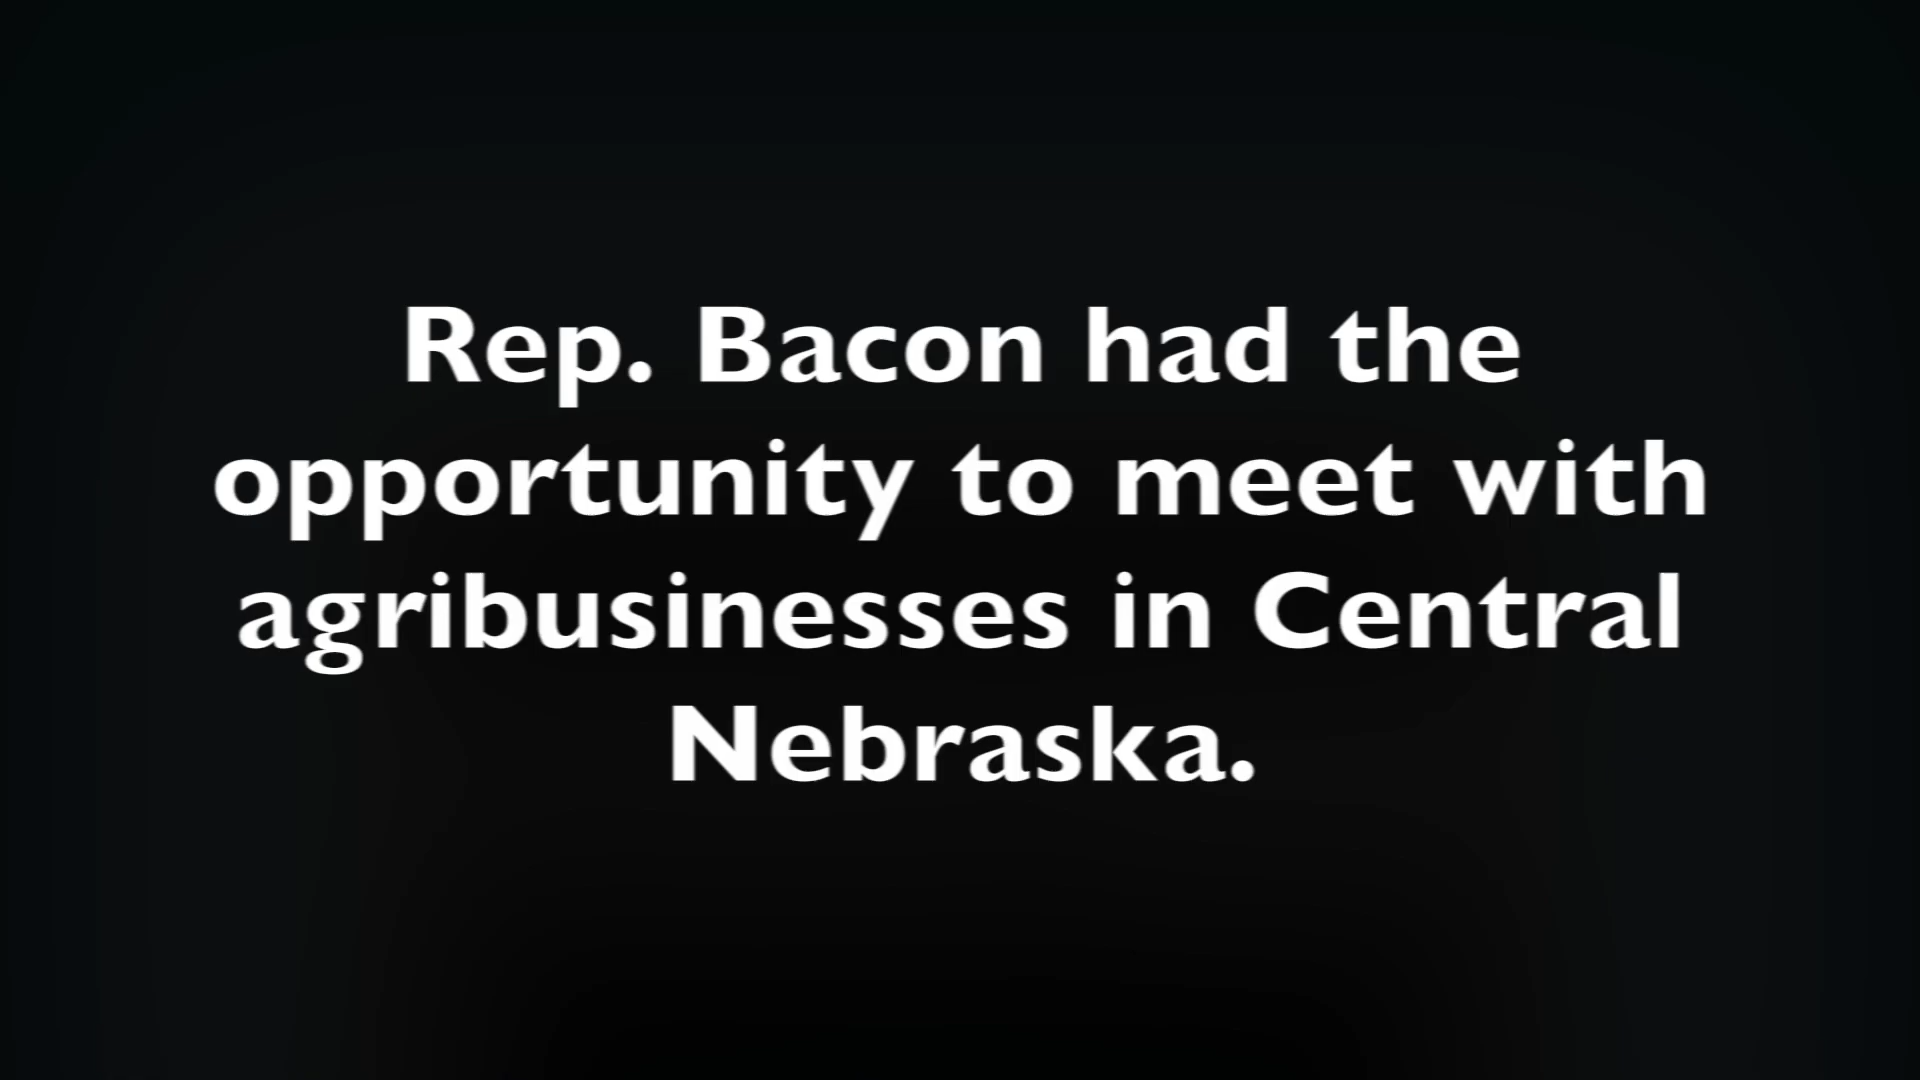 Rep. Bacon had the
opportunity to meet with
agribusinesses in Central
Nebraska.